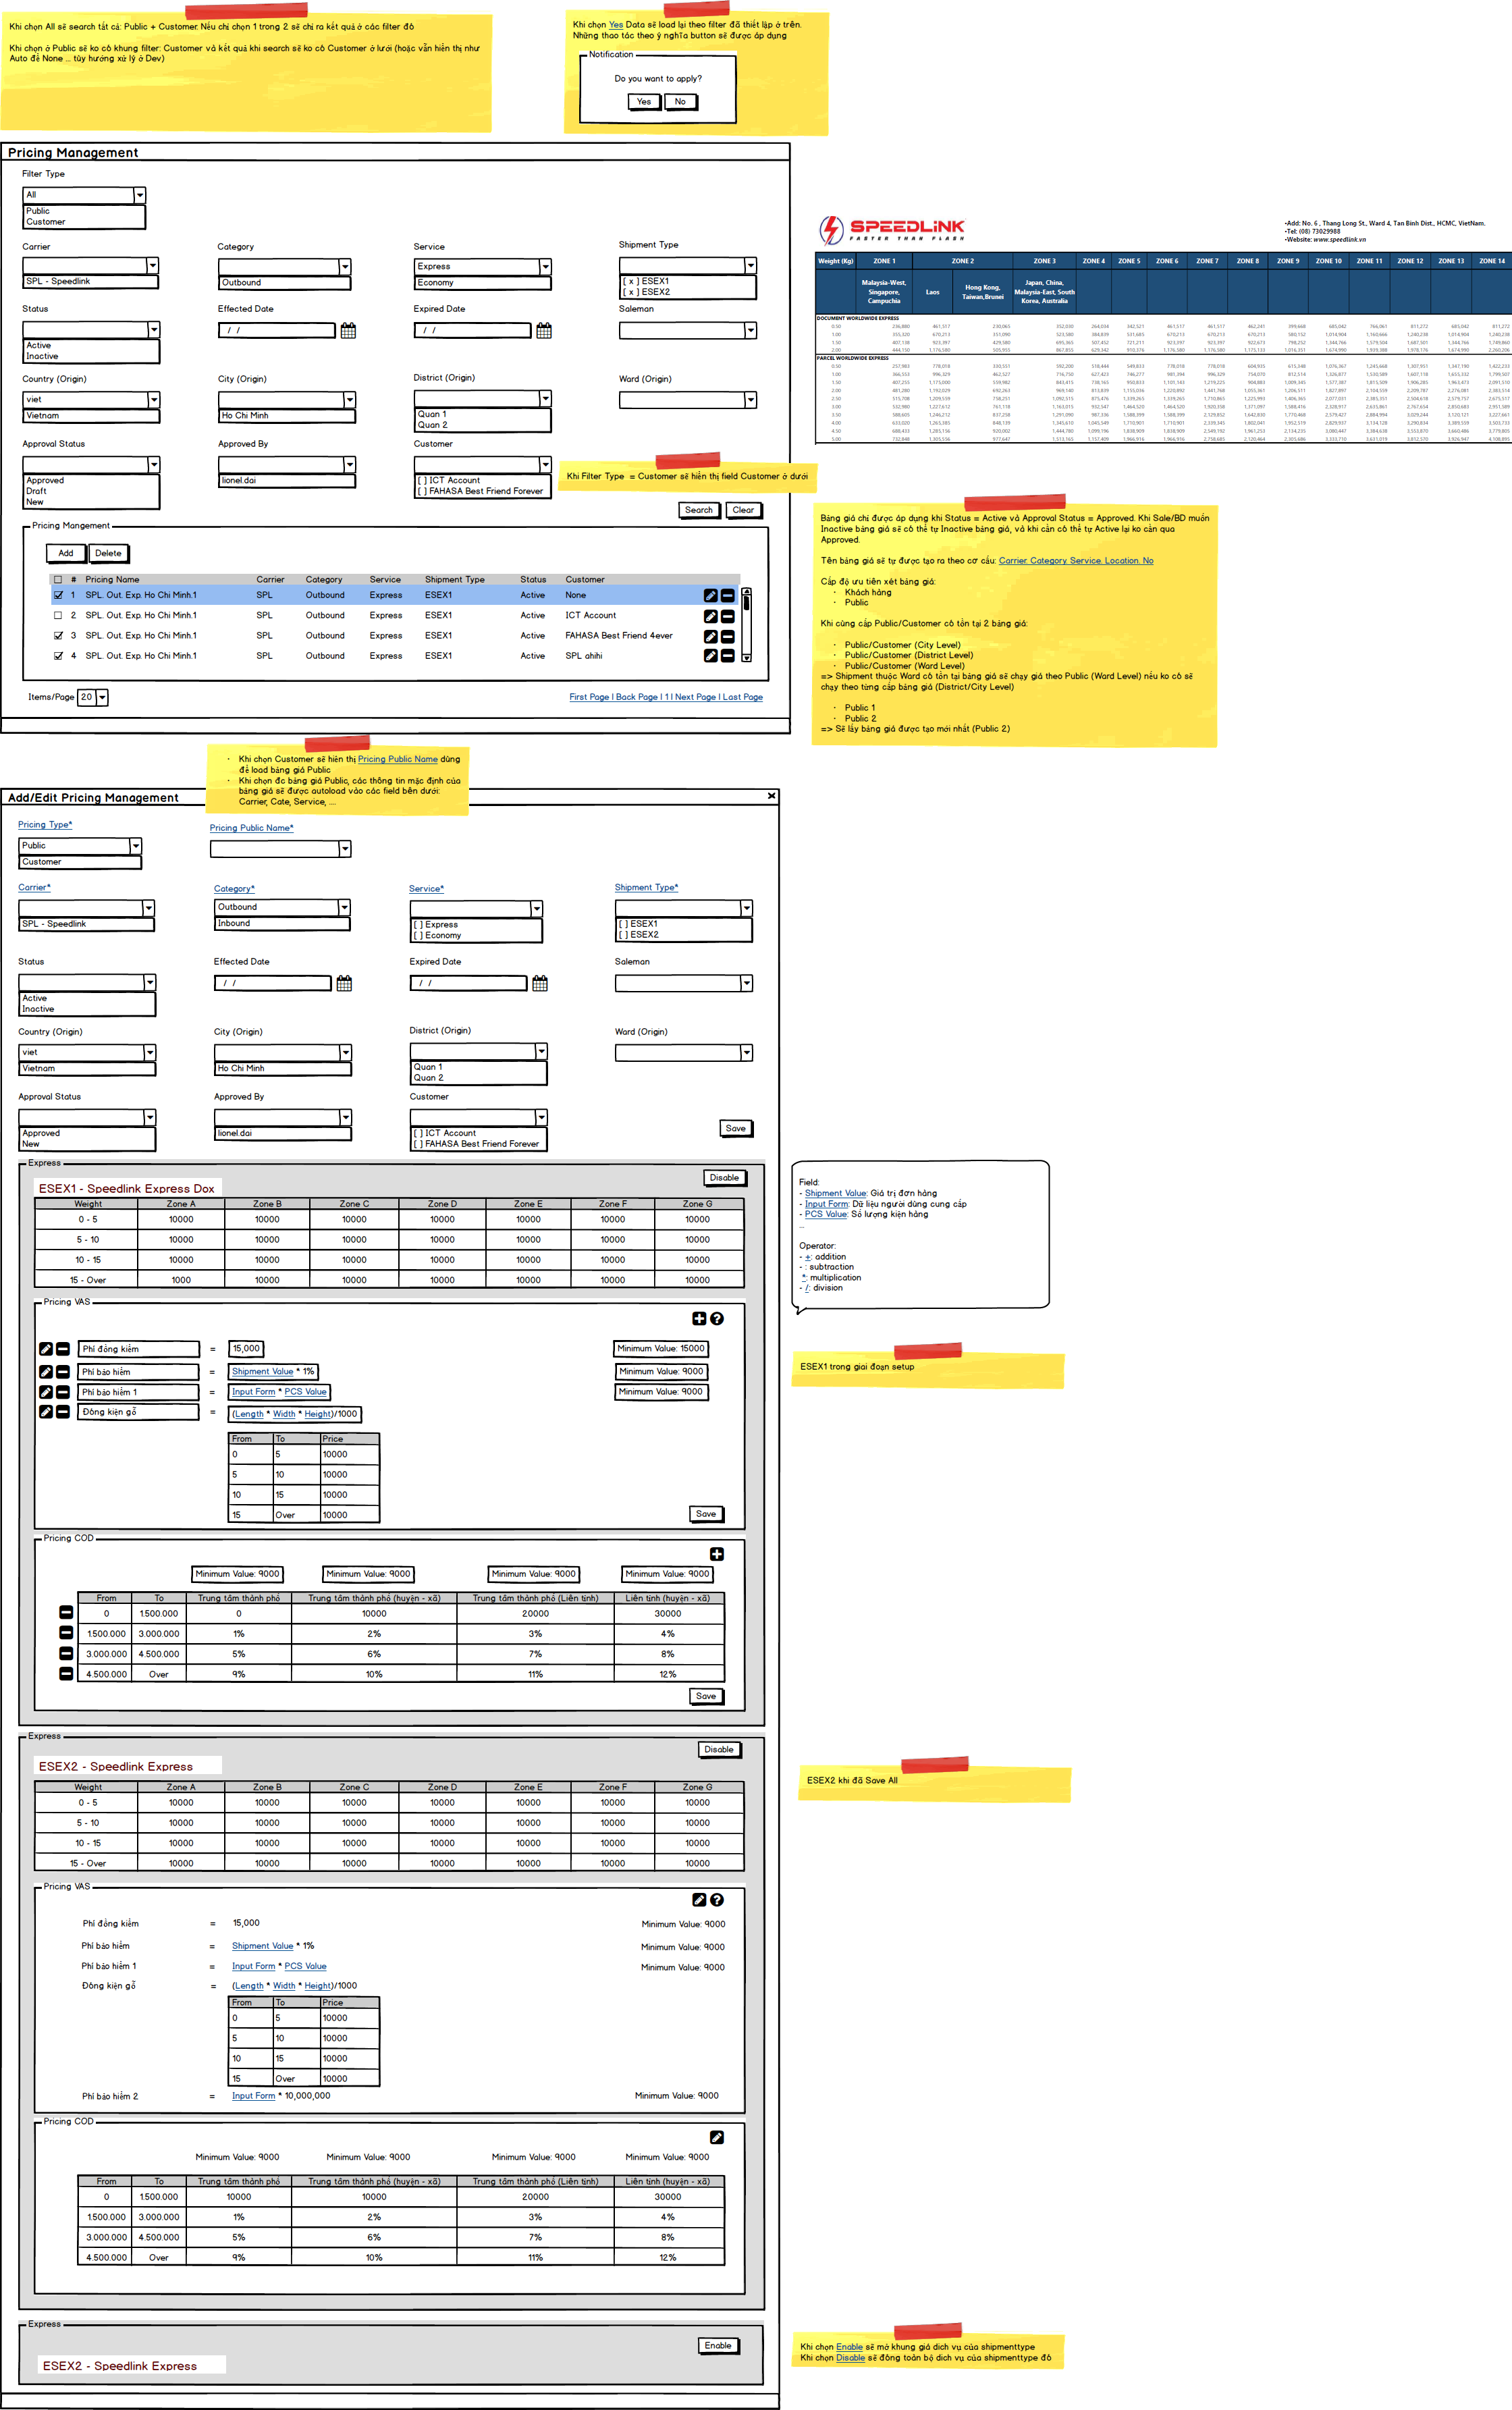 Khi chọn All sẽ search tất cả: Public + Customer. Nếu chỉ chọn 1 trong 2 sẽ chỉ ra kết quả ở các filter đó
Khi chọn ở Public sẽ ko có khung filter: Customer và kết quả khi search sẽ ko có Customer ở lưới (hoặc vẫn hiển thị như
Auto để None ... tùy hướng xử lý ở Dev)
Khi chọn Yes Data sẽ load lại theo filter đã thiết lập ở trên.
Những thao tác theo ý nghĩa button sẽ được áp dụng
Notification
Do you want to apply?
Yes No
Pricing Management
Filter Type
All
Public
Customer
Carrier Category Service Shipment Type
Express
SPL - Speedlink Outbound Economy [ x ] ESEX1
[ x ] ESEX2
Status Effected Date Expired Date Saleman
/ / / /
Active
Inactive
Country (Origin) City (Origin) District (Origin) Ward (Origin)
viet
Vietnam Ho Chi Minh Quan 1
Quan 2
Approval Status Approved By Customer
Approved lionel.dai [ ] ICT Account
Draft [ ] FAHASA Best Friend Forever
New
Khi Filter Type = Customer sẽ hiển thị field Customer ở dưới
Search Clear
Pricing Mangement
Add Delete
# Pricing Name Carrier Category Service Shipment Type Status Customer
1 SPL. Out. Exp. Ho Chi Minh.1 SPL Outbound Express ESEX1 Active None
2 SPL. Out. Exp. Ho Chi Minh.1 SPL Outbound Express ESEX1 Active ICT Account
3 SPL. Out. Exp. Ho Chi Minh.1 SPL Outbound Express ESEX1 Active FAHASA Best Friend 4ever
4 SPL. Out. Exp. Ho Chi Minh.1 SPL Outbound Express ESEX1 Active SPL ahihi
Items/Page 20 First Page | Back Page | 1 | Next Page | Last Page
SPEEDLINK
FASTER THAN FLASH
•Add: No. 6 , Thang Long St., Ward 4, Tan Binh Dist., HCMC, VietNam.
•Tel: (08) 73029988
•Website: www.speedlink.vn
Weight (Kg) ZONE 1 ZONE 2 ZONE 3 ZONE 4 ZONE 5 ZONE 6 ZONE 7 ZONE 8 ZONE 9 ZONE 10 ZONE 11 ZONE 12 ZONE 13 ZONE 14
Malaysia-West, Singapore, Campuchia Laos Hong Kong, Taiwan,Brunei Japan, China, Malaysia-East, South Korea, Australia
DOCUMENT WORLDWIDE EXPRESS
PARCEL WORLDWIDE EXPRESS
Bảng giá chỉ được áp dụng khi Status = Active và Approval Status = Approved. Khi Sale/BD muốn
Inactive bảng giá sẽ có thể tự Inactive bảng giá, và khi cần có thể tự Active lại ko cần qua
Approved.
Tên bảng giá sẽ tự được tạo ra theo cơ cấu: Carrier. Category. Service. Location. No
Cấp độ ưu tiên xét bảng giá:
· Khách hàng
· Public
Khi cùng cấp Public/Customer có tồn tại 2 bảng giá:
· Public/Customer (City Level)
· Public/Customer (District Level)
· Public/Customer (Ward Level)
=> Shipment thuộc Ward có tồn tại bảng giá sẽ chạy giá theo Public (Ward Level) nếu ko có sẽ
chạy theo từng cấp bảng giá (District/City Level)
· Public 1
· Public 2
=> Sẽ lấy bảng giá được tạo mới nhất (Public 2)
· Khi chọn Customer sẽ hiển thị Pricing Public Name dùng
để load bảng giá Public
· Khi chọn đc bảng giá Public, các thông tin mặc định của
bảng giá sẽ được autoload vào các field bên dưới:
Carrier, Cate, Service, ....
Add/Edit Pricing Management
Pricing Type* Pricing Public Name*
Public
Customer
Carrier* Category* Service* Shipment Type*
Outbound
SPL - Speedlink Inbound [ ] Express [ ] ESEX1
[ ] Economy [ ] ESEX2
Status Effected Date Expired Date Saleman
/ / / /
Active
Inactive
Country (Origin) City (Origin) District (Origin) Ward (Origin)
viet
Vietnam Ho Chi Minh Quan 1
Quan 2
Approval Status Approved By Customer
Approved lionel.dai [ ] ICT Account
New [ ] FAHASA Best Friend Forever
Save
Express
Disable
ESEX1 - Speedlink Express Dox
Weight Zone A Zone B Zone C Zone D Zone E Zone F Zone G
0 - 5 10000 10000 10000 10000 10000 10000 10000
5 - 10 10000 10000 10000 10000 10000 10000 10000
10 - 15 10000 10000 10000 10000 10000 10000 10000
15 - Over 1000 10000 10000 10000 10000 10000 10000
Field:
- Shipment Value: Giá trị đơn hàng
- Input Form: Dữ liệu người dùng cung cấp
- PCS Value: Số lượng kiện hàng
...
Operator:
- +: addition
- : subtraction
*: multiplication
- /: division
Pricing VAS
Phí đồng kiểm = 15,000 Minimum Value: 15000
Phí bảo hiểm = Shipment Value * 1% Minimum Value: 9000
Phí bảo hiểm 1 = Input Form * PCS Value Minimum Value: 9000
Đóng kiện gỗ = (Length * Width * Height)/1000
From To Price
0 5 10000
5 10 10000
10 15 10000
15 Over 10000
Save
ESEX1 trong giai đoạn setup
Pricing COD
Minimum Value: 9000 Minimum Value: 9000 Minimum Value: 9000 Minimum Value: 9000
From To Trung tâm thành phố Trung tâm thành phố (huyện - xã) Trung tâm thành phố (Liên tỉnh) Liên tỉnh (huyện - xã)
0 1.500.000 0 10000 20000 30000
1.500.000 3.000.000 1% 2% 3% 4%
3.000.000 4.500.000 5% 6% 7% 8%
4.500.000 Over 9% 10% 11% 12%
Save
Express
Disable
ESEX2 - Speedlink Express
ESEX2 khi đã Save All
Weight Zone A Zone B Zone C Zone D Zone E Zone F Zone G
0 - 5 10000 10000 10000 10000 10000 10000 10000
5 - 10 10000 10000 10000 10000 10000 10000 10000
10 - 15 10000 10000 10000 10000 10000 10000 10000
15 - Over 10000 10000 10000 10000 10000 10000 10000
Pricing VAS
Phí đồng kiểm = 15,000 Minimum Value: 9000
Phí bảo hiểm = Shipment Value * 1% Minimum Value: 9000
Phí bảo hiểm 1 = Input Form * PCS Value Minimum Value: 9000
Đóng kiện gỗ = (Length * Width * Height)/1000
From To Price
0 5 10000
5 10 10000
10 15 10000
15 Over 10000
Phí bảo hiểm 2 = Input Form * 10,000,000 Minimum Value: 9000
Pricing COD
Minimum Value: 9000 Minimum Value: 9000 Minimum Value: 9000 Minimum Value: 9000
From To Trung tâm thành phố Trung tâm thành phố (huyện - xã) Trung tâm thành phố (Liên tỉnh) Liên tỉnh (huyện - xã)
0 1.500.000 10000 10000 20000 30000
1.500.000 3.000.000 1% 2% 3% 4%
3.000.000 4.500.000 5% 6% 7% 8%
4.500.000 Over 9% 10% 11% 12%
Express
Enable
ESEX2 - Speedlink Express
Khi chọn Enable sẽ mở khung giá dịch vụ của shipmenttype
Khi chọn Disable sẽ đóng toàn bộ dịch vụ của shipmenttype đó